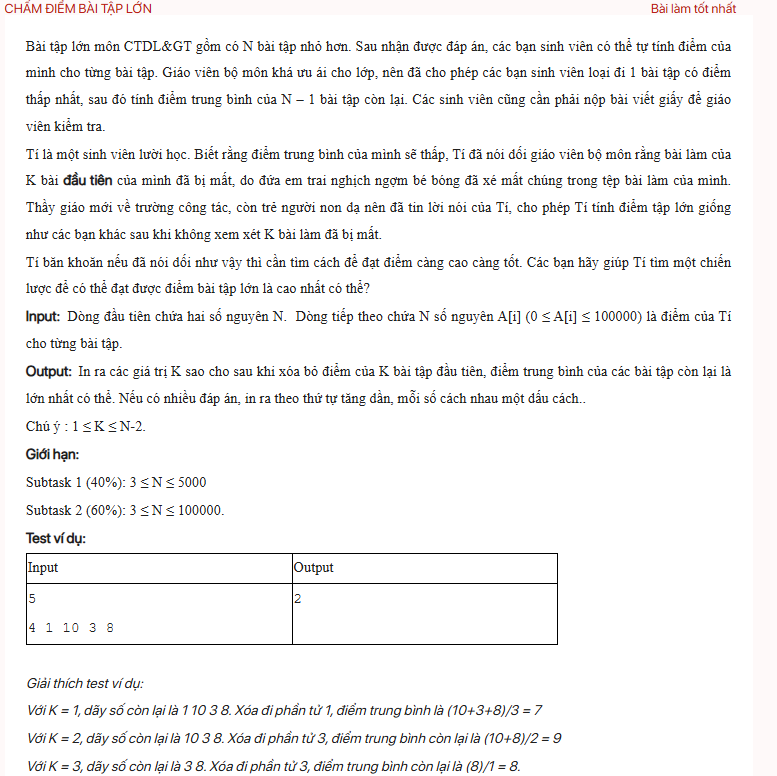 CHẤM ĐIỂM BÀI TẬP LỚN
Bài làm tốt nhất
Bài tập lớn môn CTDL&GT gồm có N bài tập nhỏ hơn. Sau nhận được đáp án, các bạn sinh viên có thể tự tính điểm của
mình cho từng bài tập. Giáo viên bộ môn khá ưu ái cho lớp, nên đã cho phép các bạn sinh viên loại đi 1 bài tập có điểm
thấp nhất, sau đó tính điểm trung bình của N – 1 bài tập còn lại. Các sinh viên cũng cần phải nộp bài viết giấy để giáo
viên kiểm tra.
Tí là một sinh viên lười học. Biết rằng điểm trung bình của mình sẽ thấp, Tí đã nói dối giáo viên bộ môn rằng bài làm của
K bài đầu tiên của mình đã bị mất, do đứa em trai nghịch ngợm bé bỏng đã xé mất chúng trong tệp bài làm của mình.
Thầy giáo mới về trường công tác, còn trẻ người non dạ nên đã tin lời nói của Tí, cho phép Tí tính điểm tập lớn giống
như các bạn khác sau khi không xem xét K bài làm đã bị mất.
Tí băn khoăn nếu đã nói dối như vậy thì cần tìm cách để đạt điểm càng cao càng tốt. Các bạn hãy giúp Tí tìm một chiến
lược để có thể đạt được điểm bài tập lớn là cao nhất có thể?
Input: Dòng đầu tiên chứa hai số nguyên N. Dòng tiếp theo chứa N số nguyên A[i] (0 ≤ A[i] ≤ 100000) là điểm của Tí
cho từng bài tập.
Output: In ra các giá trị K sao cho sau khi xóa bỏ điểm của K bài tập đầu tiên, điểm trung bình của các bài tập còn lại là
lớn nhất có thể. Nếu có nhiều đáp án, in ra theo thứ tự tăng dần, mỗi số cách nhau một dấu cách..
Chú ý : 1 ≤ K ≤ N-2.
Giới hạn:
Subtask 1 (40%): 3 ≤ N ≤ 5000
Subtask 2 (60%): 3 ≤ N ≤ 100000.
Test ví dụ:
Input Output
5 2
4 1 10 3 8
Giải thích test ví dụ:
Với K = 1, dãy số còn lại là 1 10 3 8. Xóa đi phần tử 1, điểm trung bình là (10+3+8)/3 = 7
Với K = 2, dãy số còn lại là 10 3 8. Xóa đi phần tử 3, điểm trung bình còn lại là (10+8)/2 = 9
Với K = 3, dãy số còn lại là 3 8. Xóa đi phần tử 3, điểm trung bình còn lại là (8)/1 = 8.